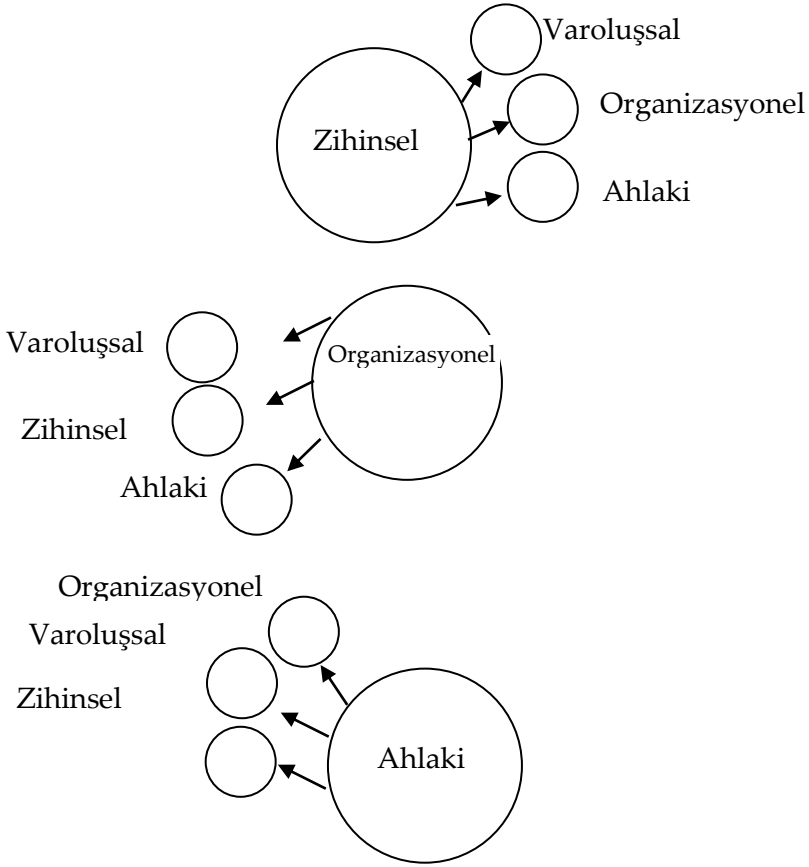 Varoluşsal
Organizasyonel
Zihinsel
Ahlaki
Varoluşsal
Organizasyonel
Zihinsel
Ahlaki
Organizasyonel
Varoluşsal
Zihinsel
Ahlaki